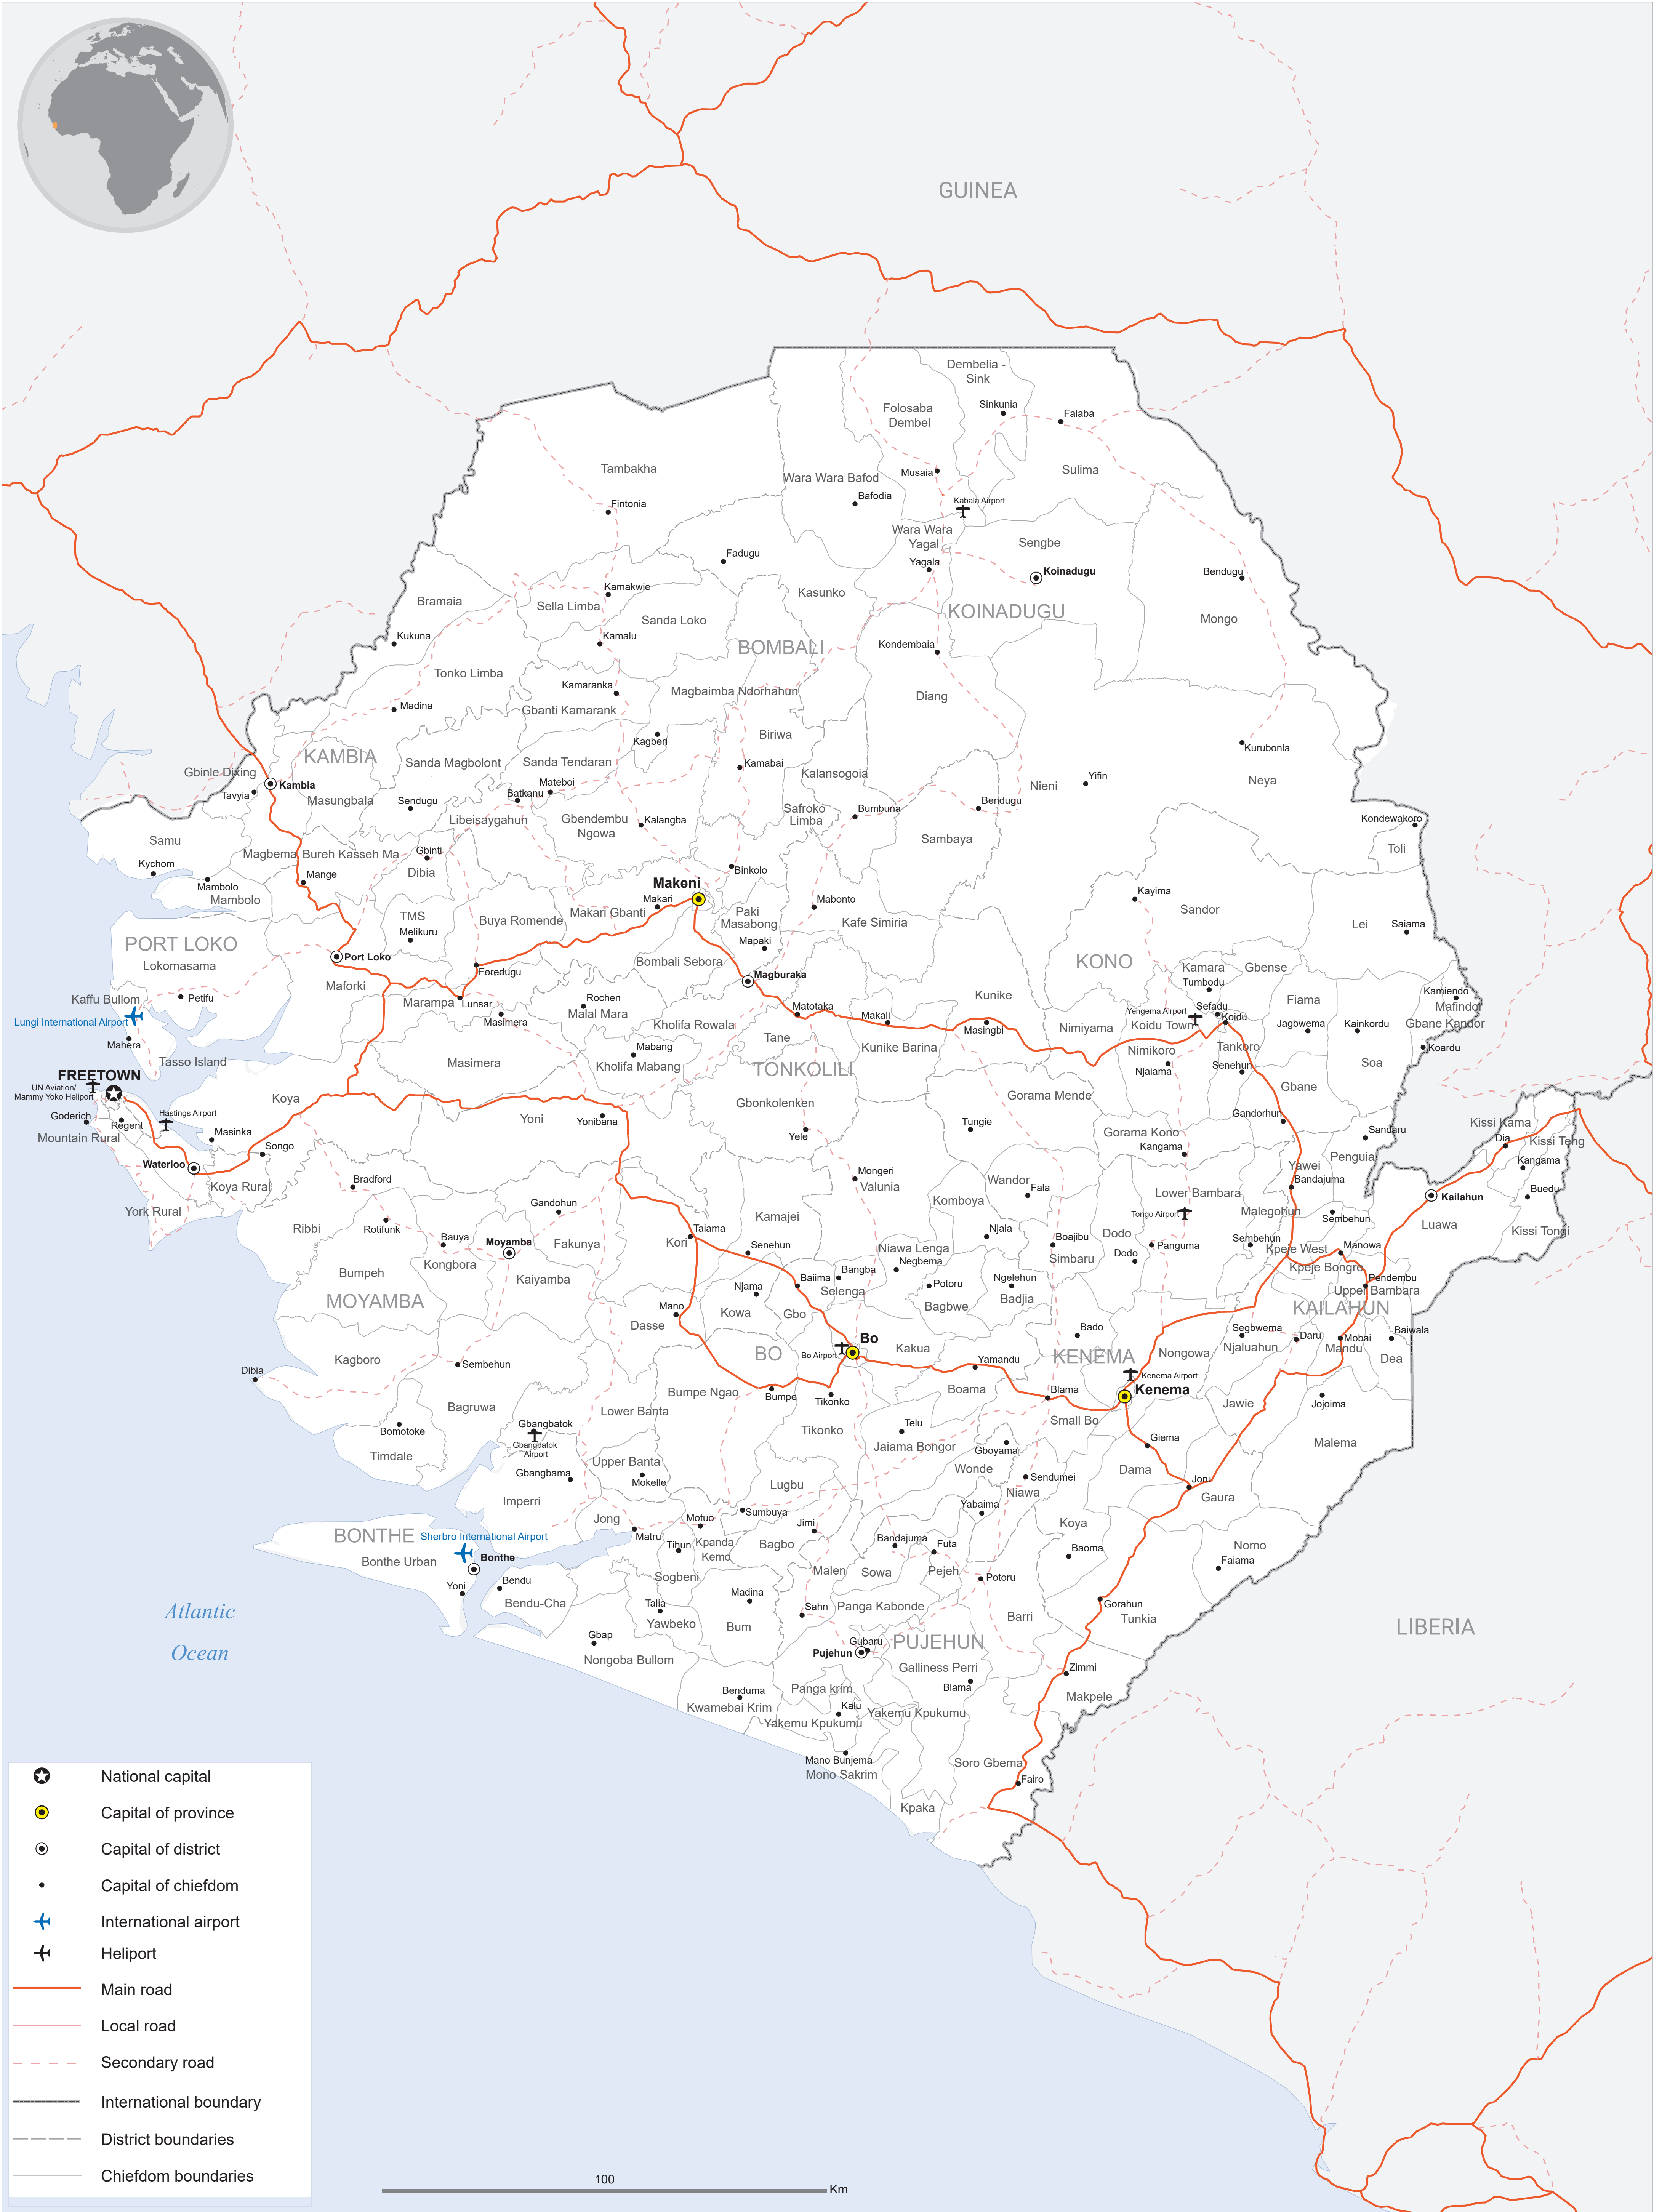 GUINEA
Dembelia -
Sink
Sinkunia
Folosaba
Dembel
Falaba
Tambakha
Musaia
Sulima
Wara Wara Bafod
Bafodia
Kabala Airport
Fintonia
Wara Wara
Yagal
Sengbe
Fadugu
Yagala
Koinadugu
Bendugu
Kamakwie
Kasunko
Bramaia
Sella Limba
KOINADUGU
Sanda Loko
Mongo
Kukuna
Kamalu
BOMBALI
Kondembaia
Tonko Limba
Kamaranka
Magbaimba Ndorhahun
Diang
Madina
Gbanti Kamarank
Biriwa
Kagberi
Kurubonla
KAMBIA
Sanda Magbolont
Sanda Tendaran
Kamabai
Kalansogoia
Gbinle Dixing
Yifin
Neya
Nieni
Kambia
Mateboi
Tavyia
Masungbala
Sendugu
Batkanu
Bendugu
Safroko
Limba
Bumbuna
Libeisaygahun
Gbendembu
Ngowa
Kalangba
Kondewakoro
Samu
Sambaya
Toli
Magbema
Bureh Kasseh Ma
Gbinti
Kychom
Dibia
Binkolo
Mange
Mambolo
Mambolo
Makeni
Kayima
Makari
Mabonto
Sandor
TMS
Buya Romende
Makari Gbanti
Paki
Masabong
Kafe Simiria
Lei
Saiama
Melikuru
PORT LOKO
Mapaki
Port Loko
Bombali Sebora
KONO
Lokomasama
Foredugu
Magburaka
Kamara
Gbense
Maforki
Tumbodu
Kaffu Bullom
Petifu
Marampa
Lunsar
Rochen
Kunike
Kamiendo
Malal Mara
Fiama
Mafindo
Lungi International Airport
Masimera
Matotaka
Makali
Yengema Airport
Sefadu
Koidu
Kholifa Rowala
Masingbi
Nimiyama
Koidu Town
Jagbwema
Kainkordu
Gbane Kandor
Mahera
Tane
Kunike Barina
Tankoro
Koardu
Tasso Island
Masimera
Mabang
Kholifa Mabang
Nimikoro
Njaiama
Senehun
Soa
FREETOWN
TONKOLILI
UN Aviation/
Mammy Yoko Heliport
Gbane
Koya
Gorama Mende
Gbonkolenken
Goderich
Hastings Airport
Regent
Yoni
Yonibana
Gandorhun
Kissi Kama
Mountain Rural
Masinka
Yele
Tungie
Gorama Kono
Sandaru
Dia
Kissi Teng
Songo
Kangama
Penguia
Kangama
Waterloo
Mongeri
Yawei
Koya Rural
Bradford
Valunia
Wandor
Fala
Bandajuma
Buedu
Lower Bambara
Kailahun
York Rural
Gandohun
Komboya
Malegohun
Tongo Airport
Sembehun
Luawa
Ribbi
Rotifunk
Kamajei
Kissi Tongi
Taiama
Njala
Dodo
Bauya
Moyamba
Fakunya
Kori
Senehun
Niawa Lenga
Boajibu
Panguma
Sembehun
Kpeje West
Manowa
Simbaru
Dodo
Kongbora
Negbema
Kpeje Bongre
Bumpeh
Kaiyamba
Bangba
Baiima
Selenga
Potoru
Ngelehun
Pendembu
Njama
Badjia
Upper Bambara
MOYAMBA
Mano
Kowa
Gbo
Bagbwe
KAILAHUN
Dasse
Bado
Segbwema
Daru
Mobai
Baiwala
Bo
Kakua
Njaluahun
Mandu
BO
Bo Airport
KENEMA
Nongowa
Dea
Kagboro
Sembehun
Yamandu
Dibia
Kenema Airport
Bumpe Ngao
Bumpe
Boama
Blama
Kenema
Tikonko
Jawie
Jojoima
Bagruwa
Lower Banta
Small Bo
Bomotoke
Gbangbatok
Tikonko
Telu
Gbangbatok
Airport
Jaiama Bongor
Gboyama
Giema
Malema
Timdale
Upper Banta
Gbangbama
Mokelle
Wonde
Sendumei
Dama
Lugbu
Niawa
Joru
Imperri
Yabaima
Gaura
Sumbuya
Jong
Motuo
Jimi
Koya
BONTHE
Sherbro International Airport
Matru
Kpanda
Kemo
Bagbo
Bandajuma
Futa
Nomo
Tihun
Baoma
Bonthe Urban
Bonthe
Faiama
Malen
Sowa
Pejeh
Potoru
Sogbeni
Yoni
Bendu
Madina
Bendu-Cha
Talia
Sahn
Panga Kabonde
Gorahun
Atlantic
Ocean
Yawbeko
Bum
Barri
Tunkia
LIBERIA
Gbap
Gubaru
PUJEHUN
Pujehun
Nongoba Bullom
Galliness Perri
Zimmi
Blama
Benduma
Panga krim
Makpele
Kwamebai Krim
Kalu
Yakemu Kpukumu
Yakemu Kpukumu
Mano Bunjema
Mono Sakrim
Soro Gbema
Fairo
Kpaka
National capital
Capital of province
Capital of district
Capital of chiefdom
International airport
Heliport
Main road
Local road
Secondary road
International boundary
District boundaries
Chiefdom boundaries
100
Km